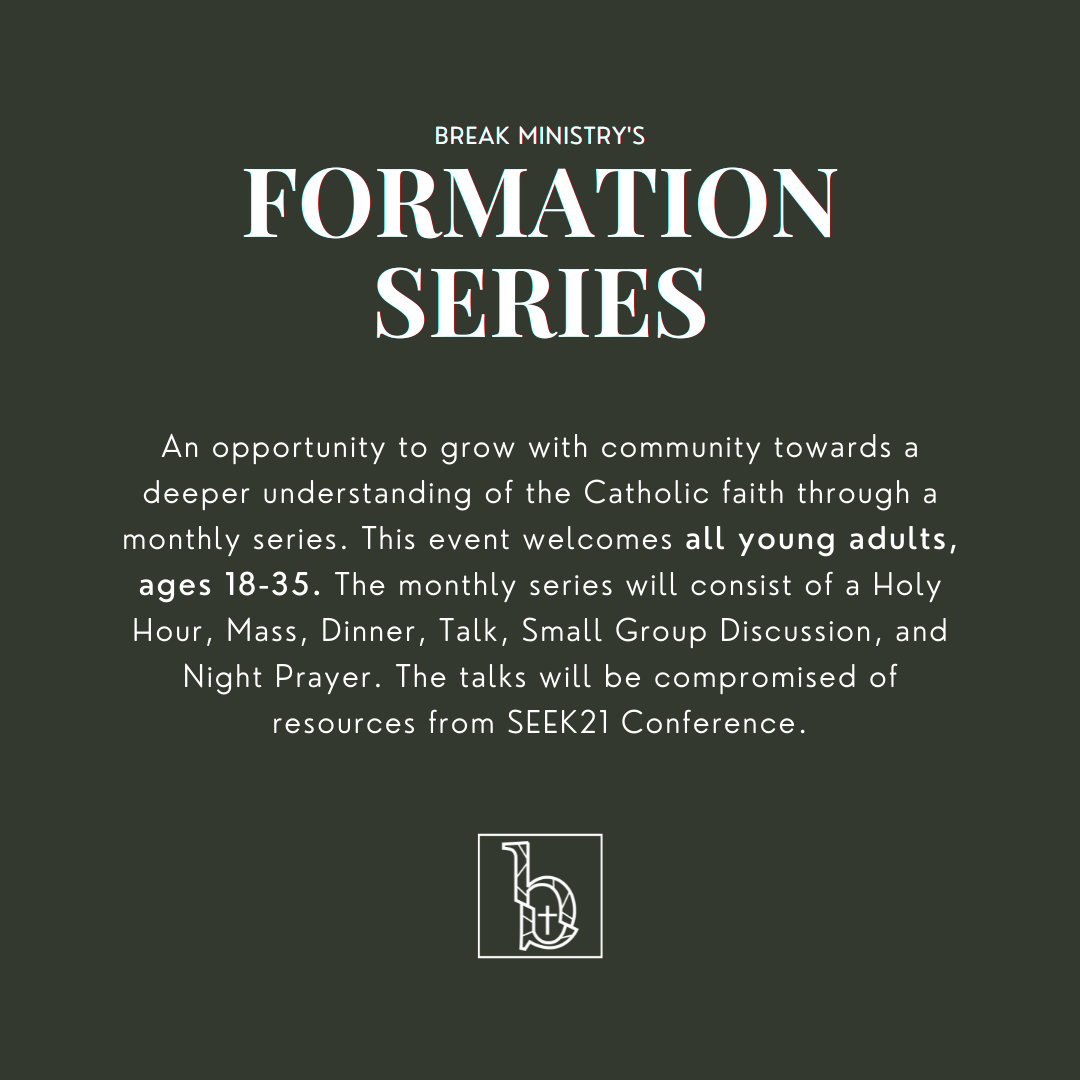 BREAK MINISTRY'S
FORMATION
SERIES
An opportunity to grow with community towards a
deeper understanding of the Catholic faith through a
monthly series. This event welcomes all young adults,
ages 18-35. The monthly series will consist of a Holy
Hour, Mass, Dinner, Talk, Small Group Discussion, and
Night Prayer. The talks will be compromised of
resources from SEEK21 Conference.
b